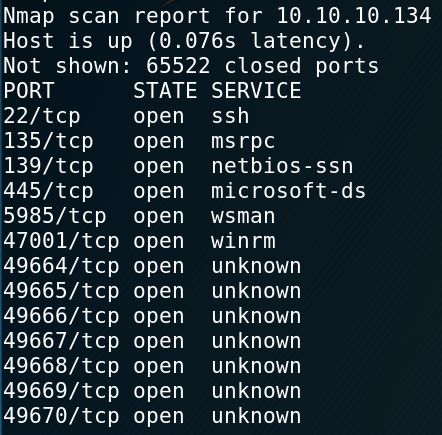 Nmap scan report for 10.10.10.134
Host is up (0.076s latency).
Not shown: 65522 closed ports
PORT      STATE SERVICE
22/tcp    open  ssh
135/tcp   open  msrpc
139/tcp   open  netbios-ssn
445/tcp   open  microsoft-ds
5985/tcp  open  wsman
47001/tcp open  winrm
49664/tcp open  unknown
49665/tcp open  unknown
49666/tcp open  unknown
49667/tcp open  unknown
49668/tcp open  unknown
49669/tcp open  unknown
49670/tcp open  unknown